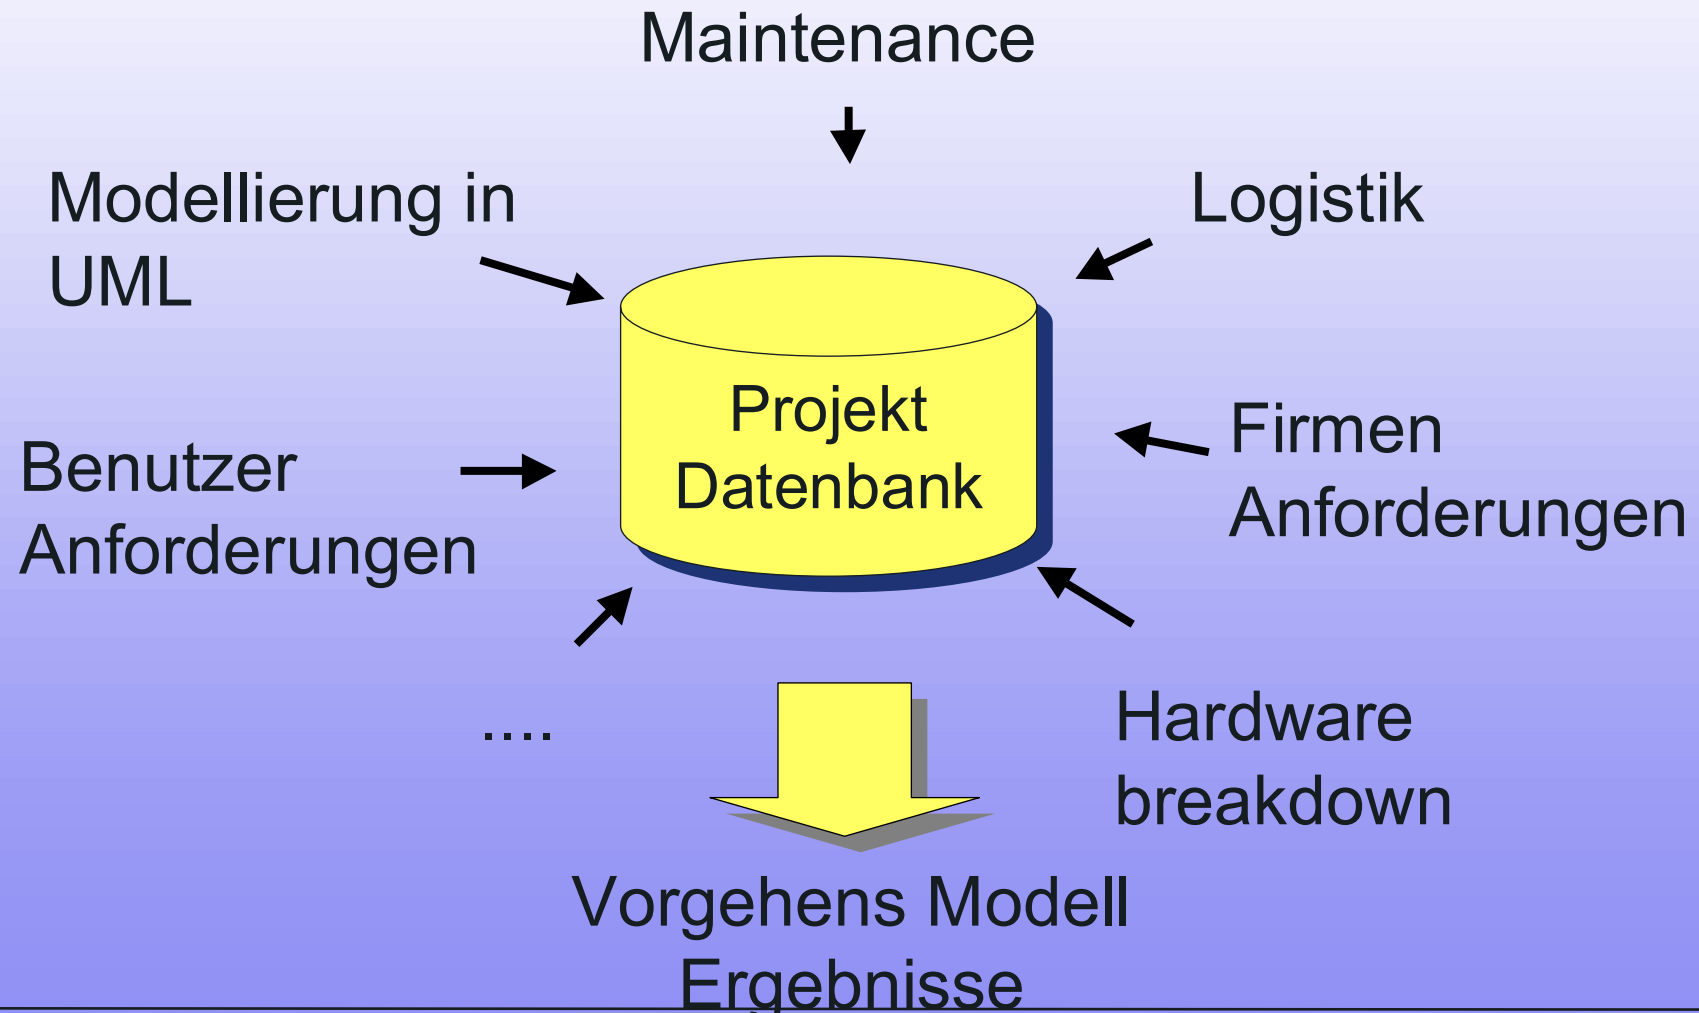 Maintenance
Modellierung in
UML
Logistik
Projekt
Datenbank
Benutzer
Anforderungen
Firmen
Anforderungen
....
Hardware
breakdown
Vorgehens Modell
Ergebnisse